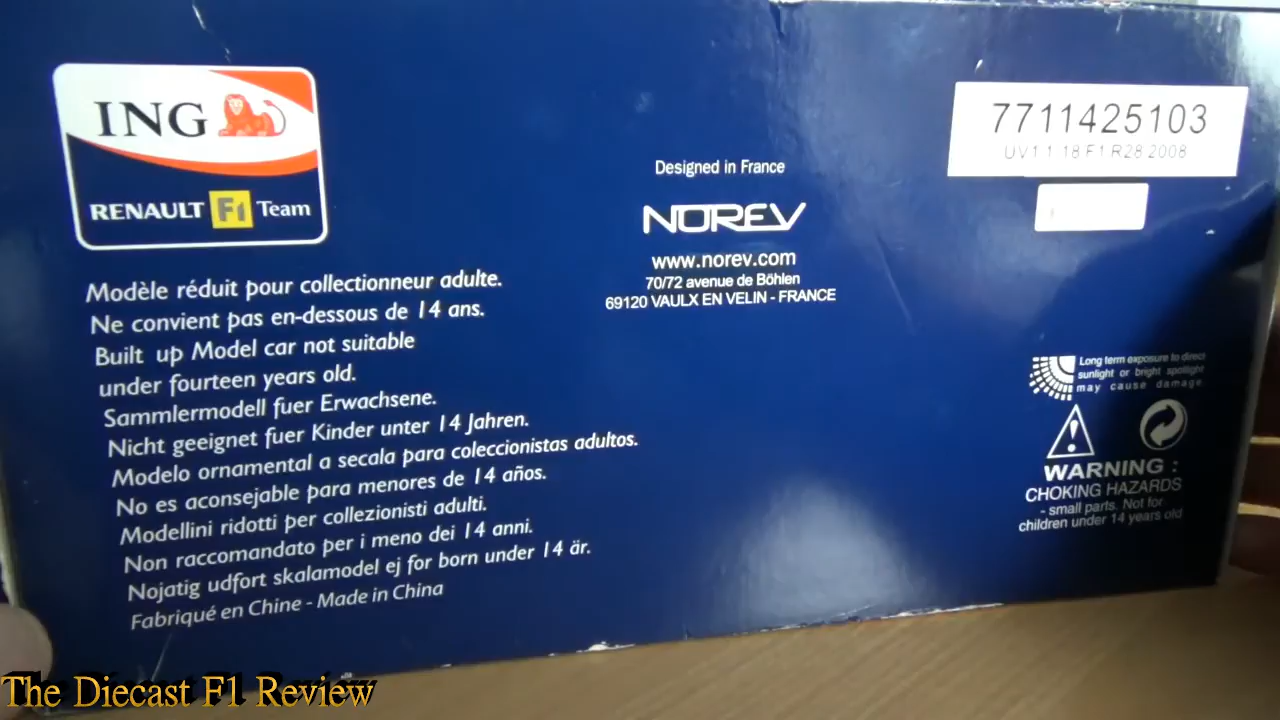 ING
RENAULT F1 Team
Modèle réduit pour collectionneur adulte.
Ne convient pas en-dessous de 14 ans.
Built up Model car not suitable
under fourteen years old.
Sammlermodell fuer Erwachsene.
Nicht geeignet fuer Kinder unter 14 Jahren.
Modelo ornamental a secala para coleccionistas adultos.
No es aconsejable para menores de 14 años.
Modellini ridotti per collezionisti adulti.
Non raccomandato per i meno dei 14 anni.
Nojatig udfort skalamodel ej for born under 14 är.
Fabriqué en Chine - Made in China
Designed in France
NOREV
www.norev.com
70/72 avenue de Böhlen
69120 VAULX EN VELIN - FRANCE
7711425103
UV1 1 18 F1 R28 2008
Long term exposure to direct
sunlight or bright spotlight
may cause damage.
WARNING :
CHOKING HAZARDS
- small parts. Not for
children under 14 years old
The Diecast F1 Review